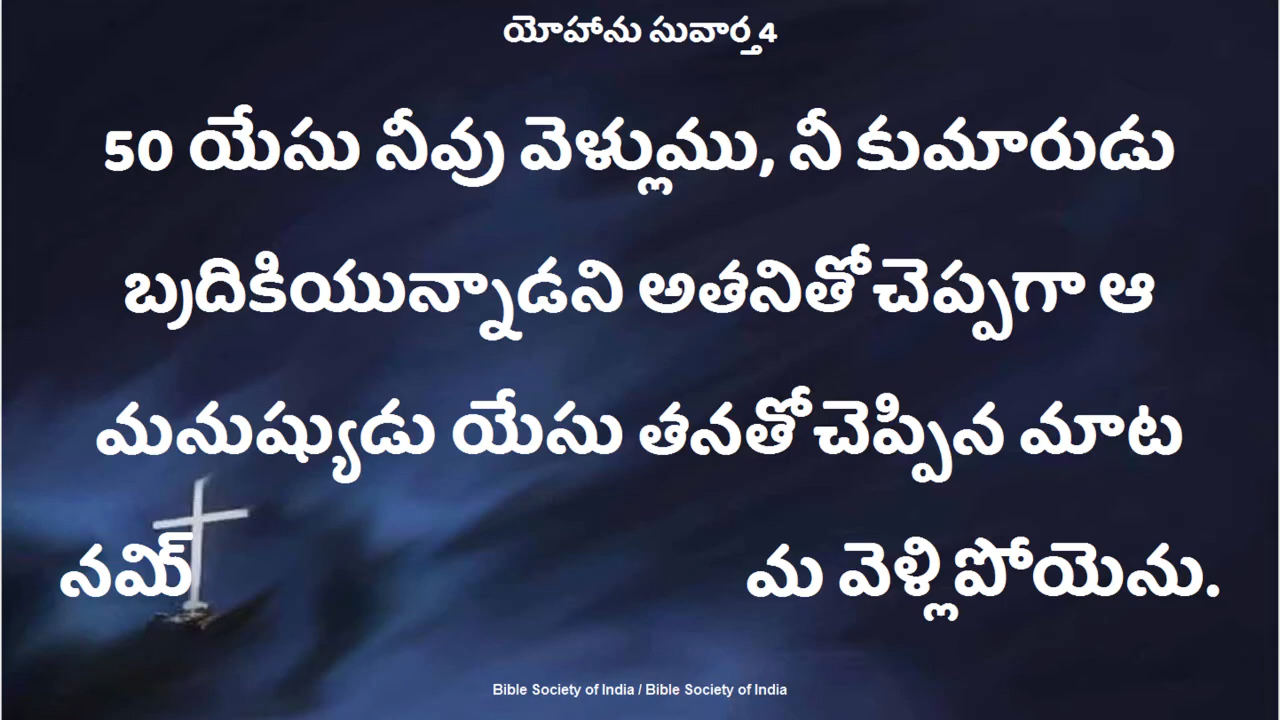 యోహాను సువార్త 4
50 యేసు నీవు వెళ్లుము, నీ కుమారుడు
బ్రదికియున్నాడని అతనితో చెప్పగా ఆ
మనుష్యుడు యేసు తనతో చెప్పిన మాట
నమి్ మ వెళ్లిపోయెను.
Bible Society of India / Bible Society of India